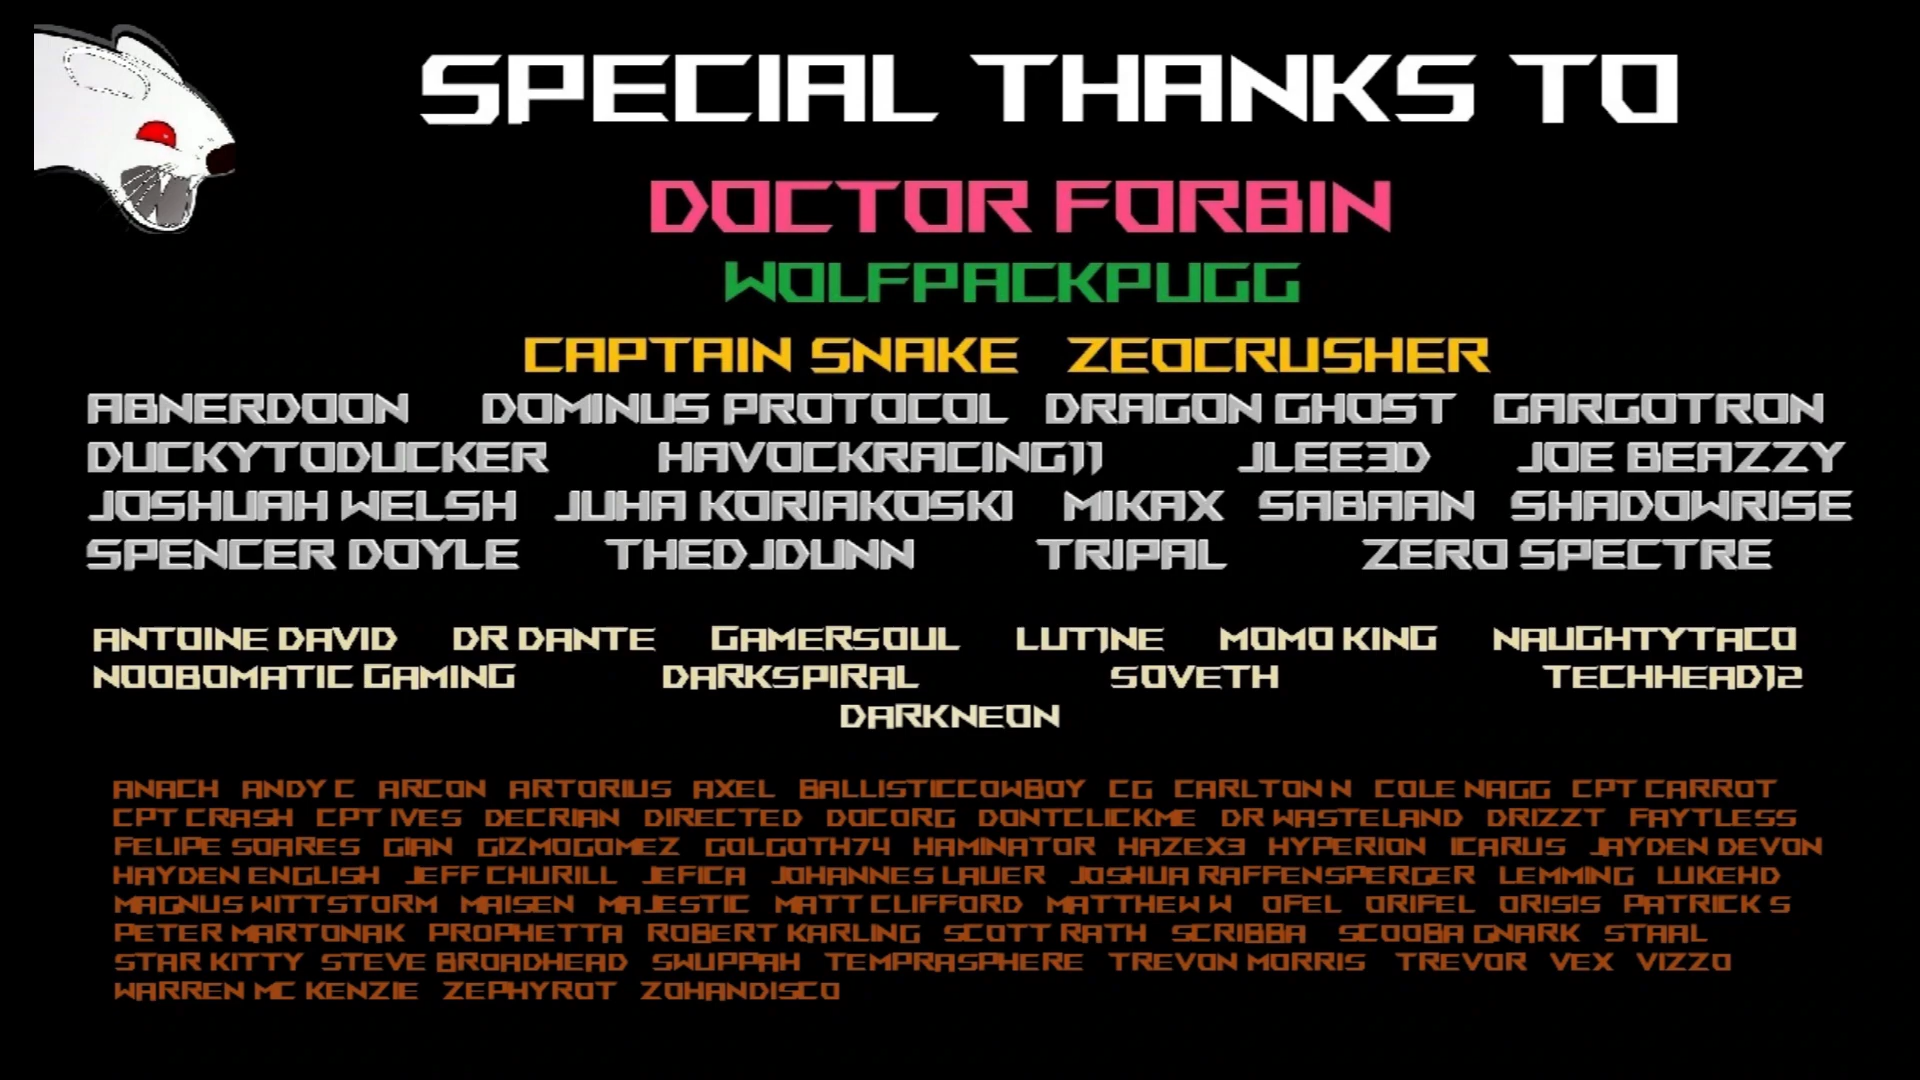 SPECIAL THANKS TO
DOCTOR FORBIN
WOLFPACKPUGG
CAPTAIN SNAKE ZEOCRUSHER
ABNERDOON DOMINUS PROTOCOL DRAGON GHOST GARGOTRON
DUCKYTODUCKER HAVOCKRACING11 JLEE3D JOE BEAZZY
JOSHUAH WELSH JUHA KORIAKOSKI MIKAX SABAAN SHADOWRISE
SPENCER DOYLE THEDJDUNN TRIPAL ZERO SPECTRE
ANTOINE DAVID DR DANTE GAMERSOUL LUT1NE MOMO KING NAUGHTYTACO
NOOBOMATIC GAMING DARKSPIRAL SOVETH TECHHEAD12
DARKNEON
ANACH ANDY C ARCON ARTORIUS AXEL BALLISTICCOWBOY CG CARLTON N COLE NAGG CPT CARROT
CPT CRASH CPT IVES DECRIAN DIRECTED DOCORG DONTCLICKME DR WASTELAND DRIZZT FAYTLESS
FELIPE SOARES GIAN GIZMOGOMEZ GOLGOTH74 HAMINATOR HAZEX3 HYPERION ICARUS JAYDEN DEVON
HAYDEN ENGLISH JEFF CHURILL JEFICA JOHANNES LAUER JOSHUA RAFFENSPERGER LEMMING LUKEHD
MAGNUS WITTSTORM MAISEN MAJESTIC MATT CLIFFORD MATTHEW W OFEL ORIFEL ORISIS PATRICK S
PETER MARTONAK PROPHETTA ROBERT KARLING SCOTT RATH SCRIBBA SCOOBA GNARK STAAL
STAR KITTY STEVE BROADHEAD SWUPPAH TEMPRASPHERE TREVON MORRIS TREVOR VEX VIZZO
WARREN MC KENZIE ZEPHYROT ZOHANDISCO